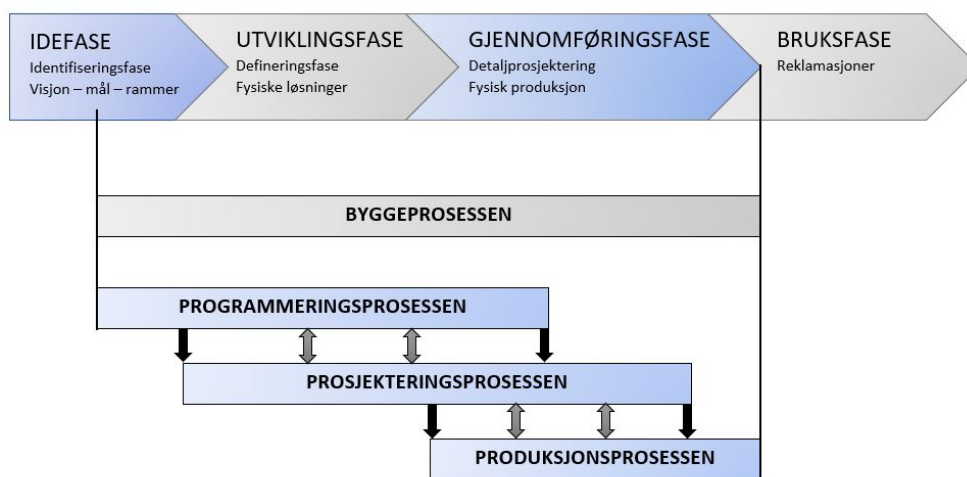 IDEFASE
Identifiseringsfase
Visjon – mål – rammer
UTVIKLINGSFASE
Defineringsfase
Fysiske løsninger
GJENNOMFØRINGSFASE
Detaljprosjektering
Fysisk produksjon
BRUKSFASE
Reklamasjoner
BYGGEPROSESSEN
PROGRAMMERINGSPROSESSEN
PROSJEKTERINGSPROSESSEN
PRODUKSJONSPROSESSEN